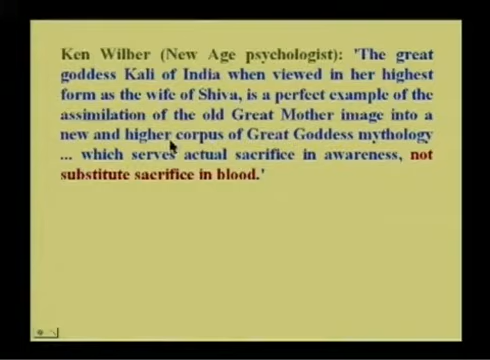 Ken Wilber (New Age psychologist): 'The great
goddess Kali of India when viewed in her highest
form as the wife of Shiva, is a perfect example of the
assimilation of the old Great Mother image into a
new and higher corpus of Great Goddess mythology
... which serves actual sacrifice in awareness, not
substitute sacrifice in blood.'